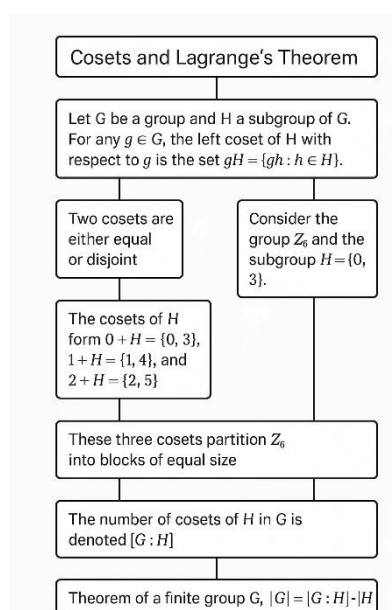 Cosets and Lagrange's Theorem
Let G be a group and H a subgroup of G.
For any g ∈ G, the left coset of H with
respect to g is the set gH = {gh : h ∈ H}.
Two cosets are
either equal
or disjoint
Consider the
group Z₆ and the
subgroup H = {0,
3}.
The cosets of H
form 0 + H = {0, 3},
1 + H = {1, 4}, and
2 + H = {2, 5}
These three cosets partition Z₆
into blocks of equal size
The number of cosets of H in G is
denoted [G : H]
Theorem of a finite group G, |G| = |G : H|-|H